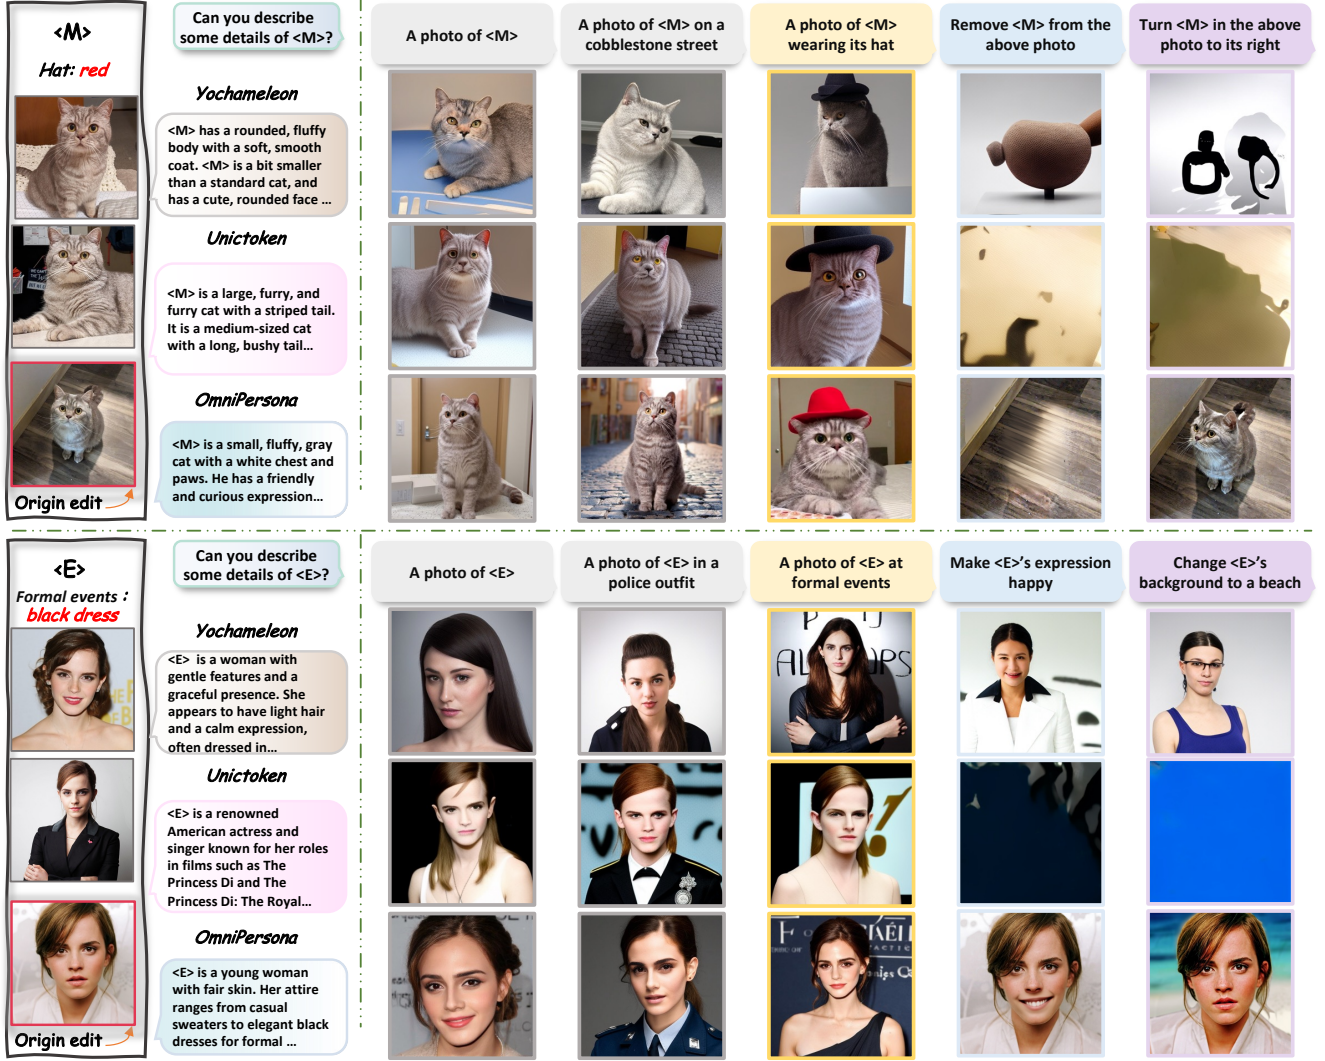 <M>
Hat: red
Origin edit
Can you describe
some details of <M>?
Yochameleon
<M> has a rounded, fluffy
body with a soft, smooth
coat. <M> is a bit smaller
than a standard cat, and
has a cute, rounded face ...
Unictoken
<M> is a large, furry, and
furry cat with a striped tail.
It is a medium-sized cat
with a long, bushy tail...
OmniPersona
<M> is a small, fluffy, gray
cat with a white chest and
paws. He has a friendly
and curious expression...
A photo of <M>
A photo of <M> on a
cobblestone street
A photo of <M>
wearing its hat
Remove <M> from the
above photo
Turn <M> in the above
photo to its right
<E>
Formal events :
black dress
Origin edit
Can you describe
some details of <E>?
Yochameleon
<E> is a woman with
gentle features and a
graceful presence. She
appears to have light hair
and a calm expression,
often dressed in...
Unictoken
<E> is a renowned
American actress and
singer known for her roles
in films such as The
Princess Di and The
Princess Di: The Royal...
OmniPersona
<E> is a young woman
with fair skin. Her attire
ranges from casual
sweaters to elegant black
dresses for formal ...
A photo of <E>
A photo of <E> in a
police outfit
A photo of <E> at
formal events
Make <E>'s expression
happy
Change <E>'s
background to a beach